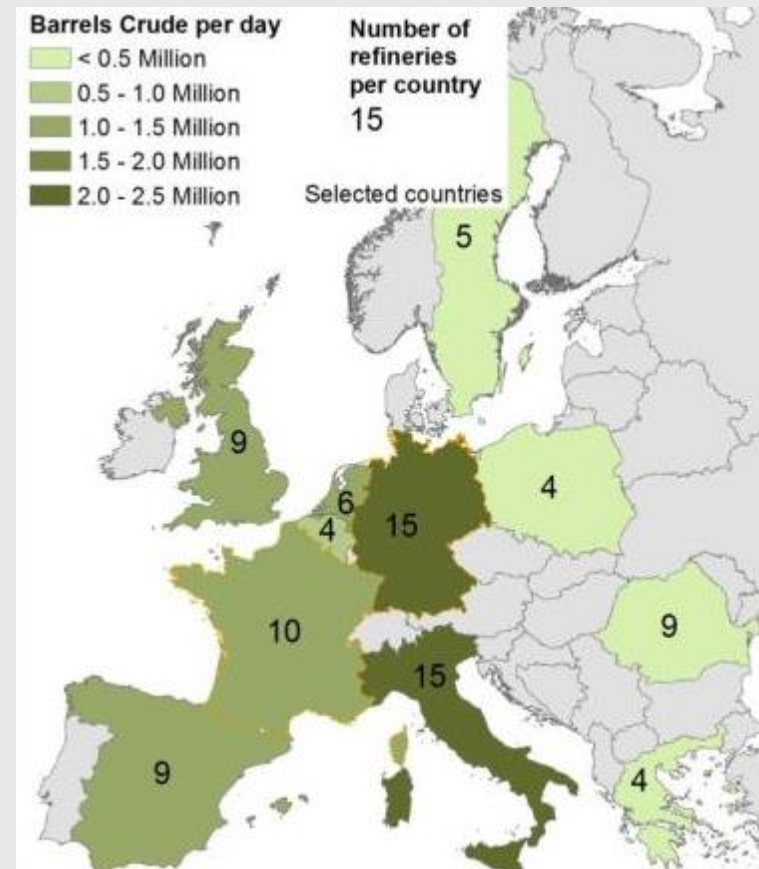 Barrels Crude per day
< 0.5 Million
0.5 - 1.0 Million
1.0 - 1.5 Million
1.5 - 2.0 Million
2.0 - 2.5 Million
Number of
refineries
per country
15
Selected countries
5
9
6
4
15
4
10
9
15
9
4